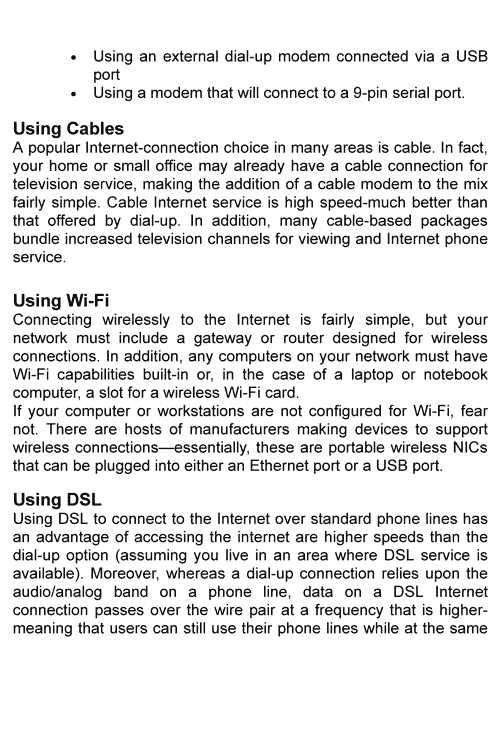 • Using an external dial-up modem connected via a USB
port
• Using a modem that will connect to a 9-pin serial port.
Using Cables
A popular Internet-connection choice in many areas is cable. In fact,
your home or small office may already have a cable connection for
television service, making the addition of a cable modem to the mix
fairly simple. Cable Internet service is high speed-much better than
that offered by dial-up. In addition, many cable-based packages
bundle increased television channels for viewing and Internet phone
service.
Using Wi-Fi
Connecting wirelessly to the Internet is fairly simple, but your
network must include a gateway or router designed for wireless
connections. In addition, any computers on your network must have
Wi-Fi capabilities built-in or, in the case of a laptop or notebook
computer, a slot for a wireless Wi-Fi card.
If your computer or workstations are not configured for Wi-Fi, fear
not. There are hosts of manufacturers making devices to support
wireless connections—essentially, these are portable wireless NICs
that can be plugged into either an Ethernet port or a USB port.
Using DSL
Using DSL to connect to the Internet over standard phone lines has
an advantage of accessing the internet are higher speeds than the
dial-up option (assuming you live in an area where DSL service is
available). Moreover, whereas a dial-up connection relies upon the
audio/analog band on a phone line, data on a DSL Internet
connection passes over the wire pair at a frequency that is higher-
meaning that users can still use their phone lines while at the same